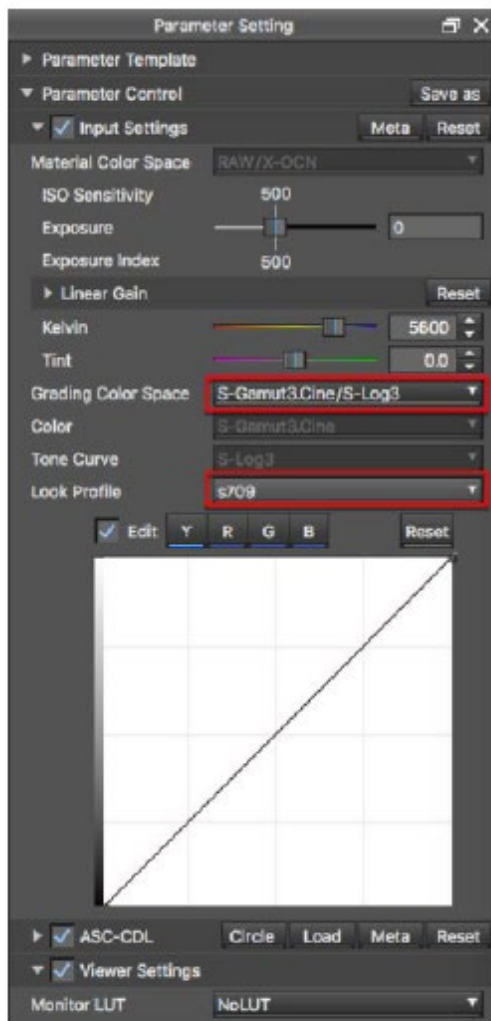 Parameter Setting
Parameter Template
Parameter Control Save as
Input Settings Meta Reset
Material Color Space RAW/X-OCN
ISO Sensitivity 500
Exposure 0
Exposure Index 500
Linear Gain Reset
Kelvin 5600
Tint 0.0
Grading Color Space S-Gamut3.Cine/S-Log3
Color S-Gamut3.Cine
Tone Curve S-Log3
Look Profile s709
Edit Y R G B Reset
ASC-CDL Circle Load Meta Reset
Viewer Settings
Monitor LUT NoLUT